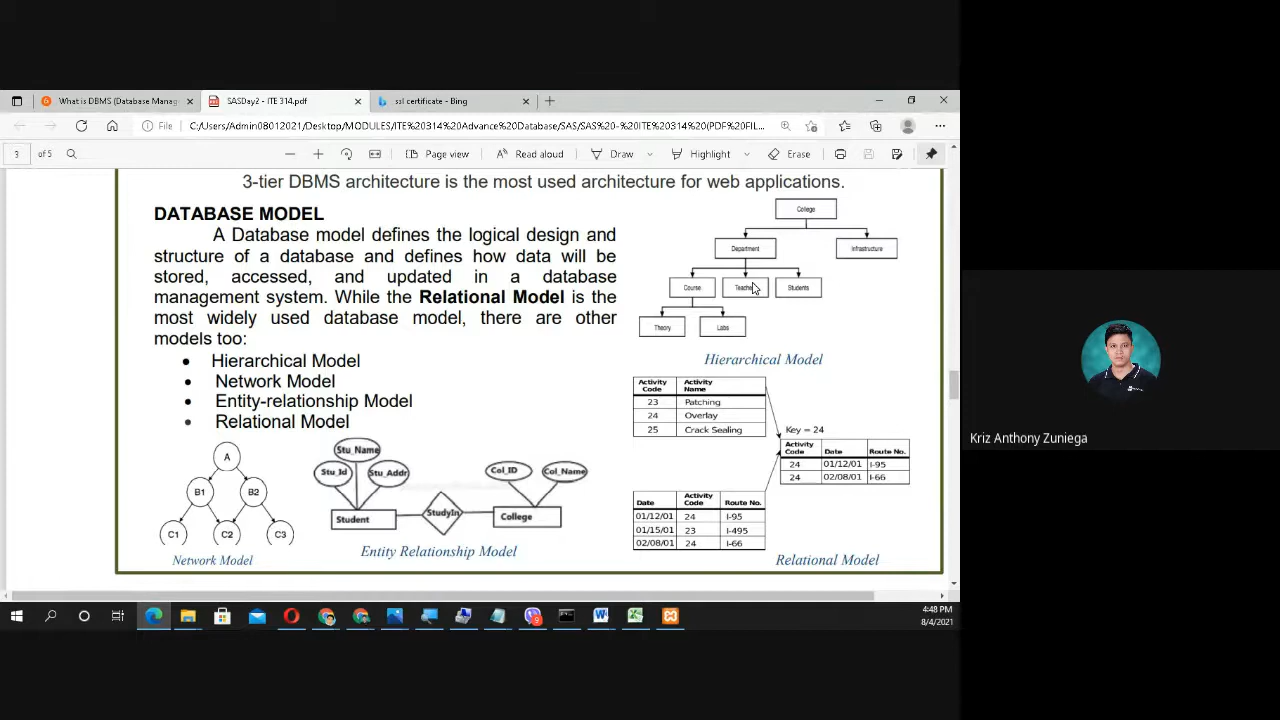 What is DBMS (Database Manag
SASDay2 - ITE 314.pdf
ssl certificate - Bing
File
C:/Users/Admin08012021/Desktop/MODULES/ITE%20314%20Advance%20Database/SAS/SAS%20-%20ITE%20314%20(PDF%20FIL...
3
of 5
Page view
Read aloud
Draw
Highlight
Erase
3-tier DBMS architecture is the most used architecture for web applications.
DATABASE MODEL
A Database model defines the logical design and
structure of a database and defines how data will be
stored, accessed, and updated in a database
management system. While the Relational Model is the
most widely used database model, there are other
models too:
Hierarchical Model
Network Model
Entity-relationship Model
Relational Model
College
Department
Infrastructure
Course
Students
Theory
Labs
Hierarchical Model
Activity Code
Activity Name
23 Patching
24 Overlay
25 Crack Sealing
Key = 24
Activity Code
Date
Route No.
24 01/12/01 I-95
24 02/08/01 I-66
Date
Activity Code
Route No.
01/12/01 24 I-95
01/15/01 23 I-495
02/08/01 24 I-66
Relational Model
A
B1
B2
C1
C2
C3
Network Model
Stu_Name
Stu_Id
Stu_Addr
Col_ID
Col_Name
Student
StudyIn
College
Entity Relationship Model
Kriz Anthony Zuniega
9
4:48 PM
8/4/2021